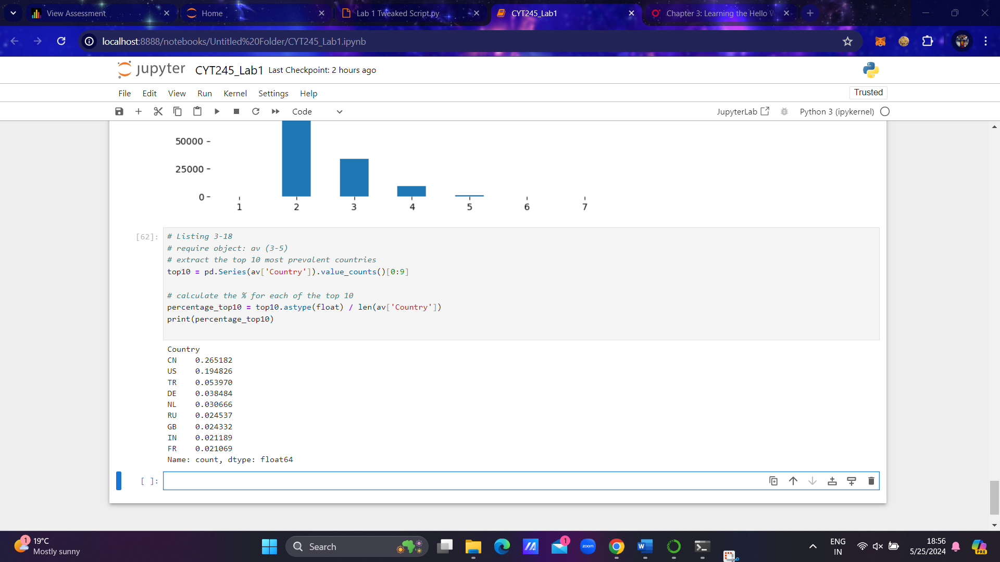 View Assessment
Home
Lab 1 Tweaked Script.py
CYT245_Lab1
Chapter 3: Learning the Hello W
localhost:8888/notebooks/Untitled%20Folder/CYT245_Lab1.ipynb
jupyter CYT245_Lab1 Last Checkpoint: 2 hours ago
File Edit View Run Kernel Settings Help
Trusted
Code
JupyterLab
Python 3 (ipykernel)
50000
25000
0
1 2 3 4 5 6 7
[62]:
# Listing 3-18
# require object: av (3-5)
# extract the top 10 most prevalent countries
top10 = pd.Series(av['Country']).value_counts()[0:9]
# calculate the % for each of the top 10
percentage_top10 = top10.astype(float) / len(av['Country'])
print(percentage_top10)
Country
CN 0.265182
US 0.194826
TR 0.053970
DE 0.038484
NL 0.030666
RU 0.024537
GB 0.024332
IN 0.021189
FR 0.021069
Name: count, dtype: float64
[ ]:
1
19°C
Mostly sunny
Search
1
zoom
W
ENG
IN
18:56
5/25/2024
PRE